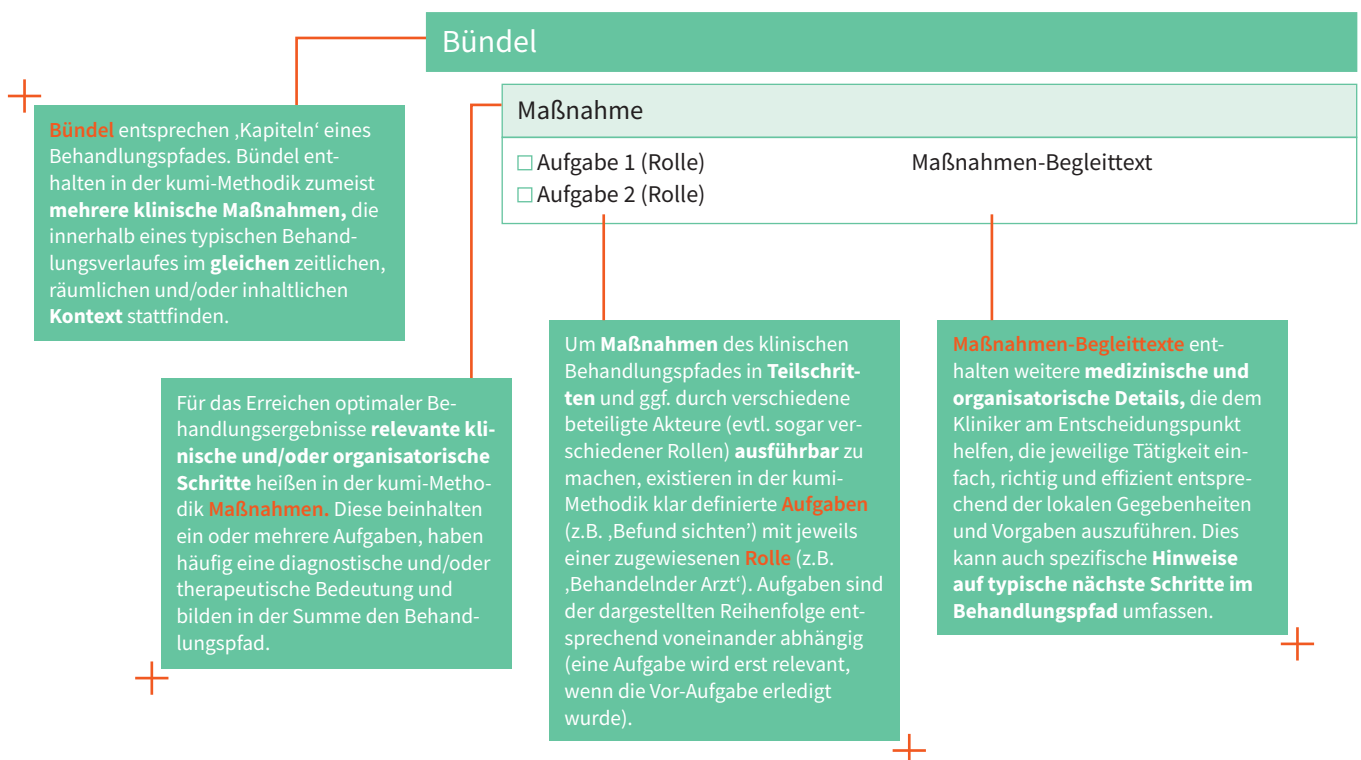 Bündel
Maßnahme
□ Aufgabe 1 (Rolle)
□ Aufgabe 2 (Rolle)
Maßnahmen-Begleittext
Bündel entsprechen ‚Kapiteln‘ eines
Behandlungspfades. Bündel ent-
halten in der kumi-Methodik zumeist
mehrere klinische Maßnahmen, die
innerhalb eines typischen Behand-
lungsverlaufes im gleichen zeitlichen,
räumlichen und/oder inhaltlichen
Kontext stattfinden.
Für das Erreichen optimaler Be-
handlungsergebnisse relevante kli-
nische und/oder organisatorische
Schritte heißen in der kumi-Metho-
dik Maßnahmen. Diese beinhalten
ein oder mehrere Aufgaben, haben
häufig eine diagnostische und/oder
therapeutische Bedeutung und
bilden in der Summe den Behand-
lungspfad.
Um Maßnahmen des klinischen
Behandlungspfades in Teilschrit-
ten und ggf. durch verschiedene
beteiligte Akteure (evtl. sogar ver-
schiedener Rollen) ausführbar zu
machen, existieren in der kumi-
Methodik klar definierte Aufgaben
(z.B. ‚Befund sichten’) mit jeweils
einer zugewiesenen Rolle (z.B.
‚Behandelnder Arzt‘). Aufgaben sind
der dargestellten Reihenfolge ent-
sprechend voneinander abhängig
(eine Aufgabe wird erst relevant,
wenn die Vor-Aufgabe erledigt
wurde).
Maßnahmen-Begleittexte ent-
halten weitere medizinische und
organisatorische Details, die dem
Kliniker am Entscheidungspunkt
helfen, die jeweilige Tätigkeit ein-
fach, richtig und effizient entspre-
chend der lokalen Gegebenheiten
und Vorgaben auszuführen. Dies
kann auch spezifische Hinweise
auf typische nächste Schritte im
Behandlungspfad umfassen.